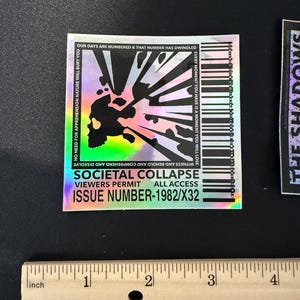 OUR DAYS ARE NUMBERED & THAT NUMBER HAS DWINDLED
WITNESS AND BEHOLD AND COMPREHEND AND DISSOLVE
NO NEED FOR APPREHENSION NATURE WILL BURY YOU
SOCIETAL COLLAPSE
VIEWERS PERMIT ALL ACCESS
ISSUE NUMBER-1982/X32
THE SHADOWS
inch 1 2 3 4